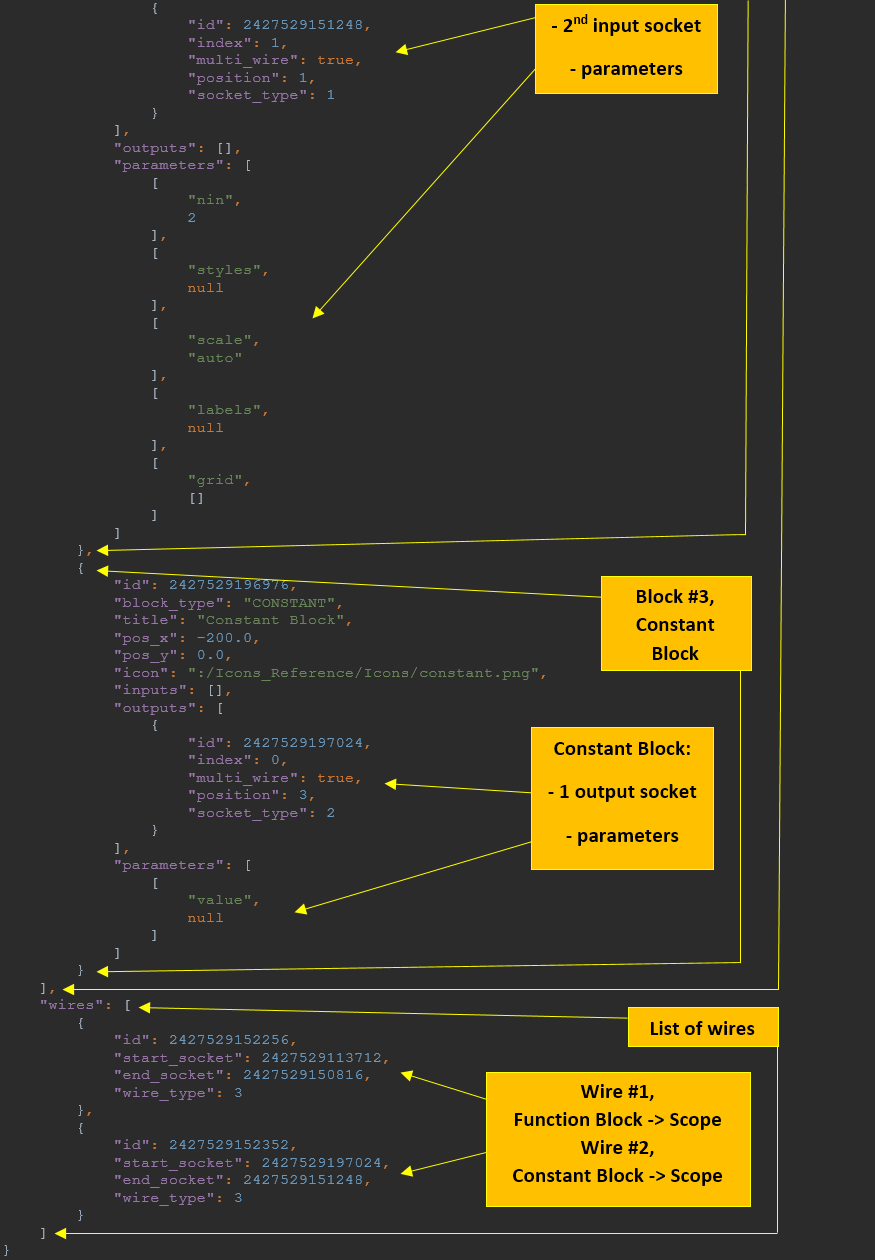 {
"id": 2427529151248,
"index": 1,
"multi_wire": true,
"position": 1,
"socket_type": 1
}
],
"outputs": [],
"parameters": [
[
"nin",
2
],
[
"styles",
null
],
[
"scale",
"auto"
],
[
"labels",
null
],
[
"grid",
[]
]
]
},
{
"id": 2427529196976,
"block_type": "CONSTANT",
"title": "Constant Block",
"pos_x": -200.0,
"pos_y": 0.0,
"icon": ":/Icons_Reference/Icons/constant.png",
"inputs": [],
"outputs": [
{
"id": 2427529197024,
"index": 0,
"multi_wire": true,
"position": 3,
"socket_type": 2
}
],
"parameters": [
[
"value",
null
]
]
}
],
"wires": [
{
"id": 2427529152256,
"start_socket": 2427529113712,
"end_socket": 2427529150816,
"wire_type": 3
},
{
"id": 2427529152352,
"start_socket": 2427529197024,
"end_socket": 2427529151248,
"wire_type": 3
}
]
}
- 2nd input socket
- parameters
Block #3,
Constant
Block
Constant Block:
- 1 output socket
- parameters
List of wires
Wire #1,
Function Block -> Scope
Wire #2,
Constant Block -> Scope